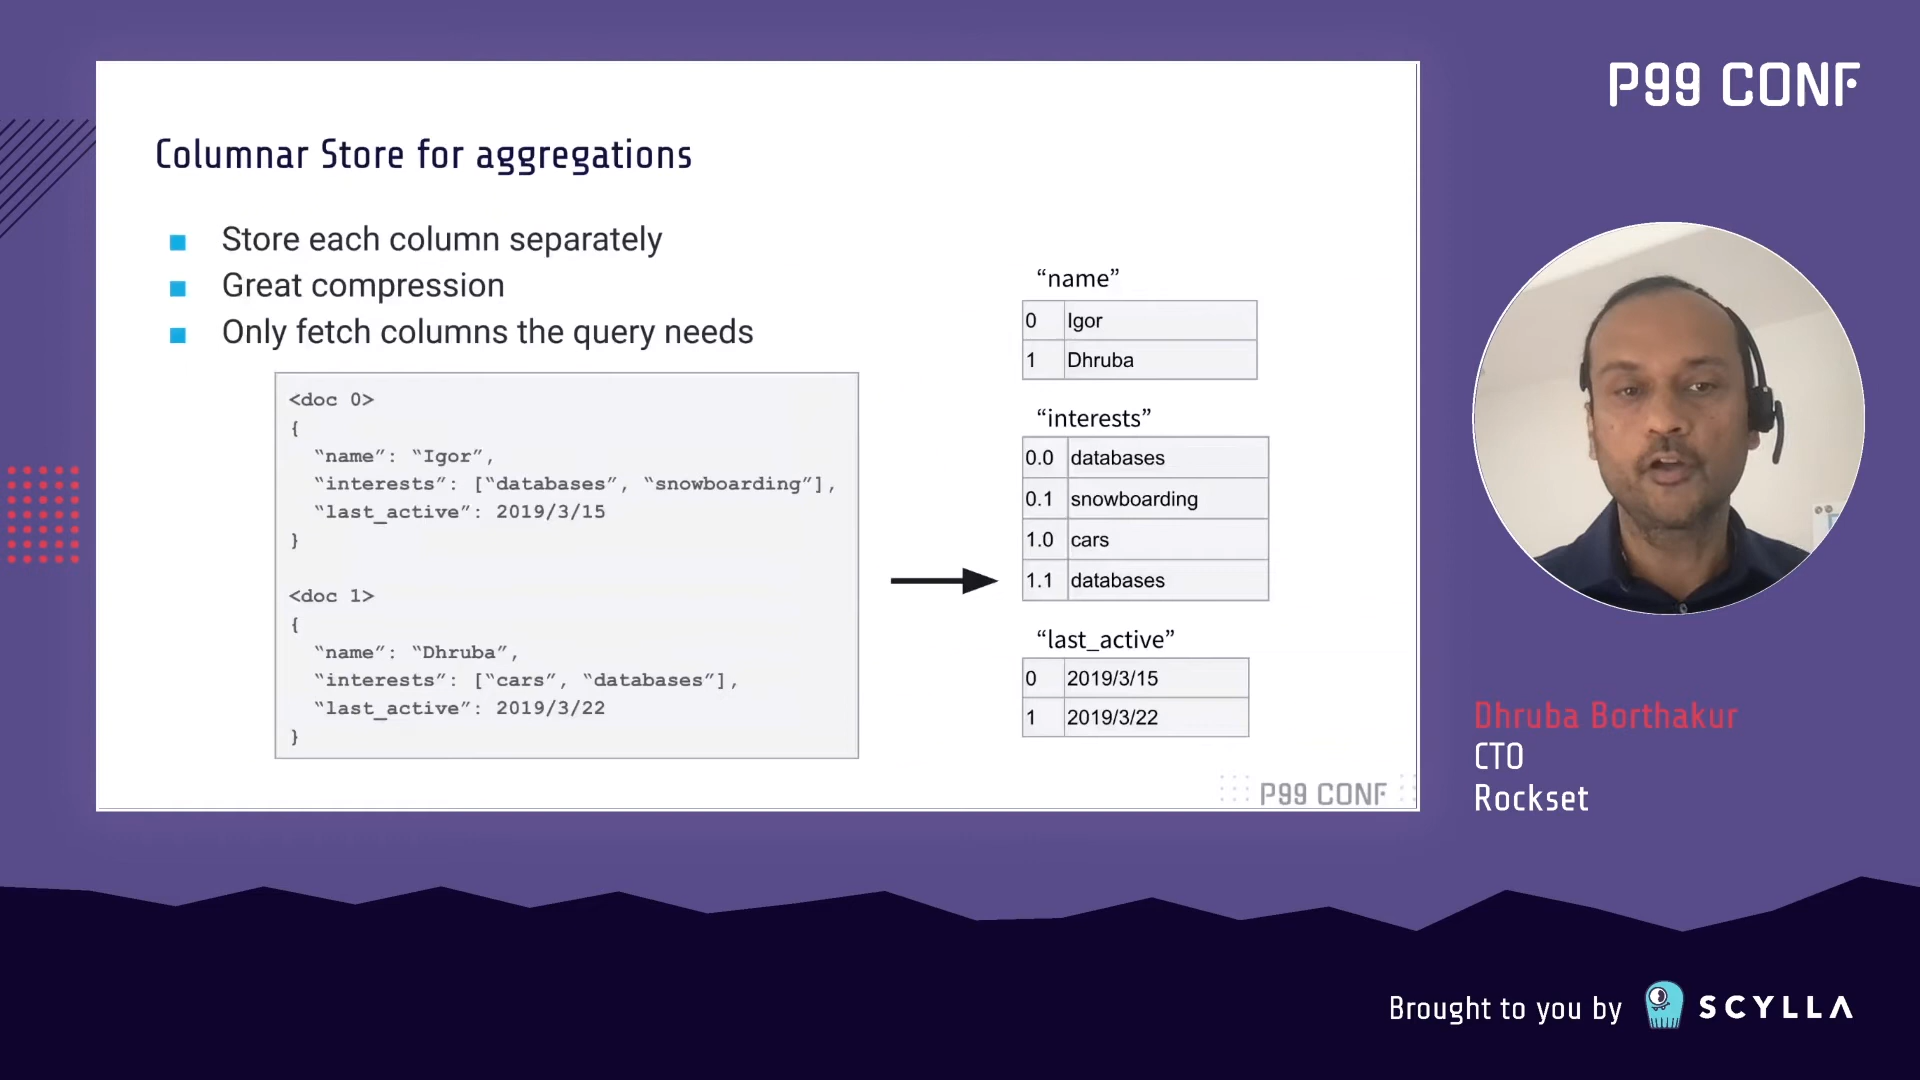 P99 CONF
Columnar Store for aggregations
Store each column separately
Great compression
Only fetch columns the query needs
<doc 0>
{
“name”: “Igor”,
“interests”: [“databases”, “snowboarding”],
“last_active”: 2019/3/15
}
<doc 1>
{
“name”: “Dhruba”,
“interests”: [“cars”, “databases”],
“last_active”: 2019/3/22
}
“name”
0 Igor
1 Dhruba
“interests”
0.0 databases
0.1 snowboarding
1.0 cars
1.1 databases
“last_active”
0 2019/3/15
1 2019/3/22
P99 CONF
Dhruba Borthakur
CTO
Rockset
Brought to you by SCYLLA